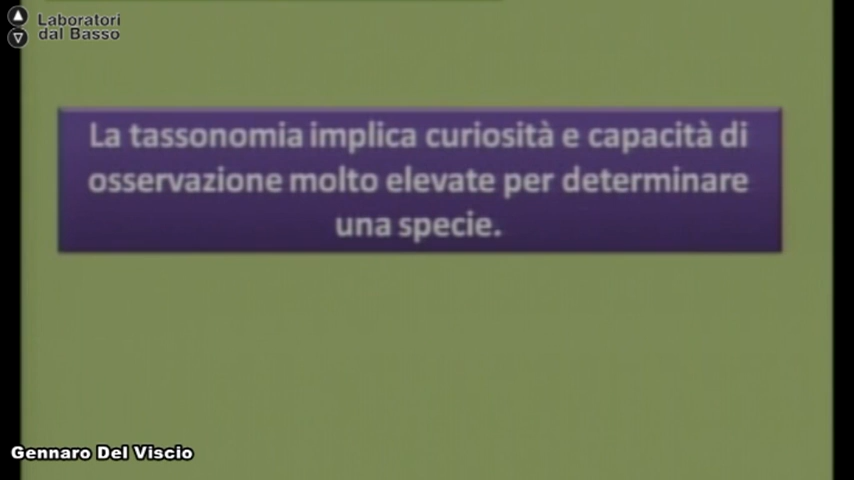 Laboratori
dal Basso
La tassonomia implica curiosità e capacità di
osservazione molto elevate per determinare
una specie.
Gennaro Del Viscio